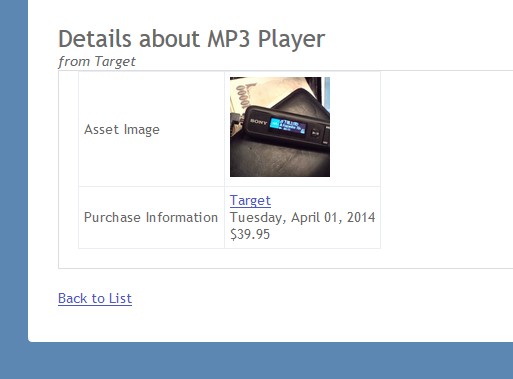 Details about MP3 Player
from Target
Asset Image
SONY
Purchase Information
Target
Tuesday, April 01, 2014
$39.95
Back to List